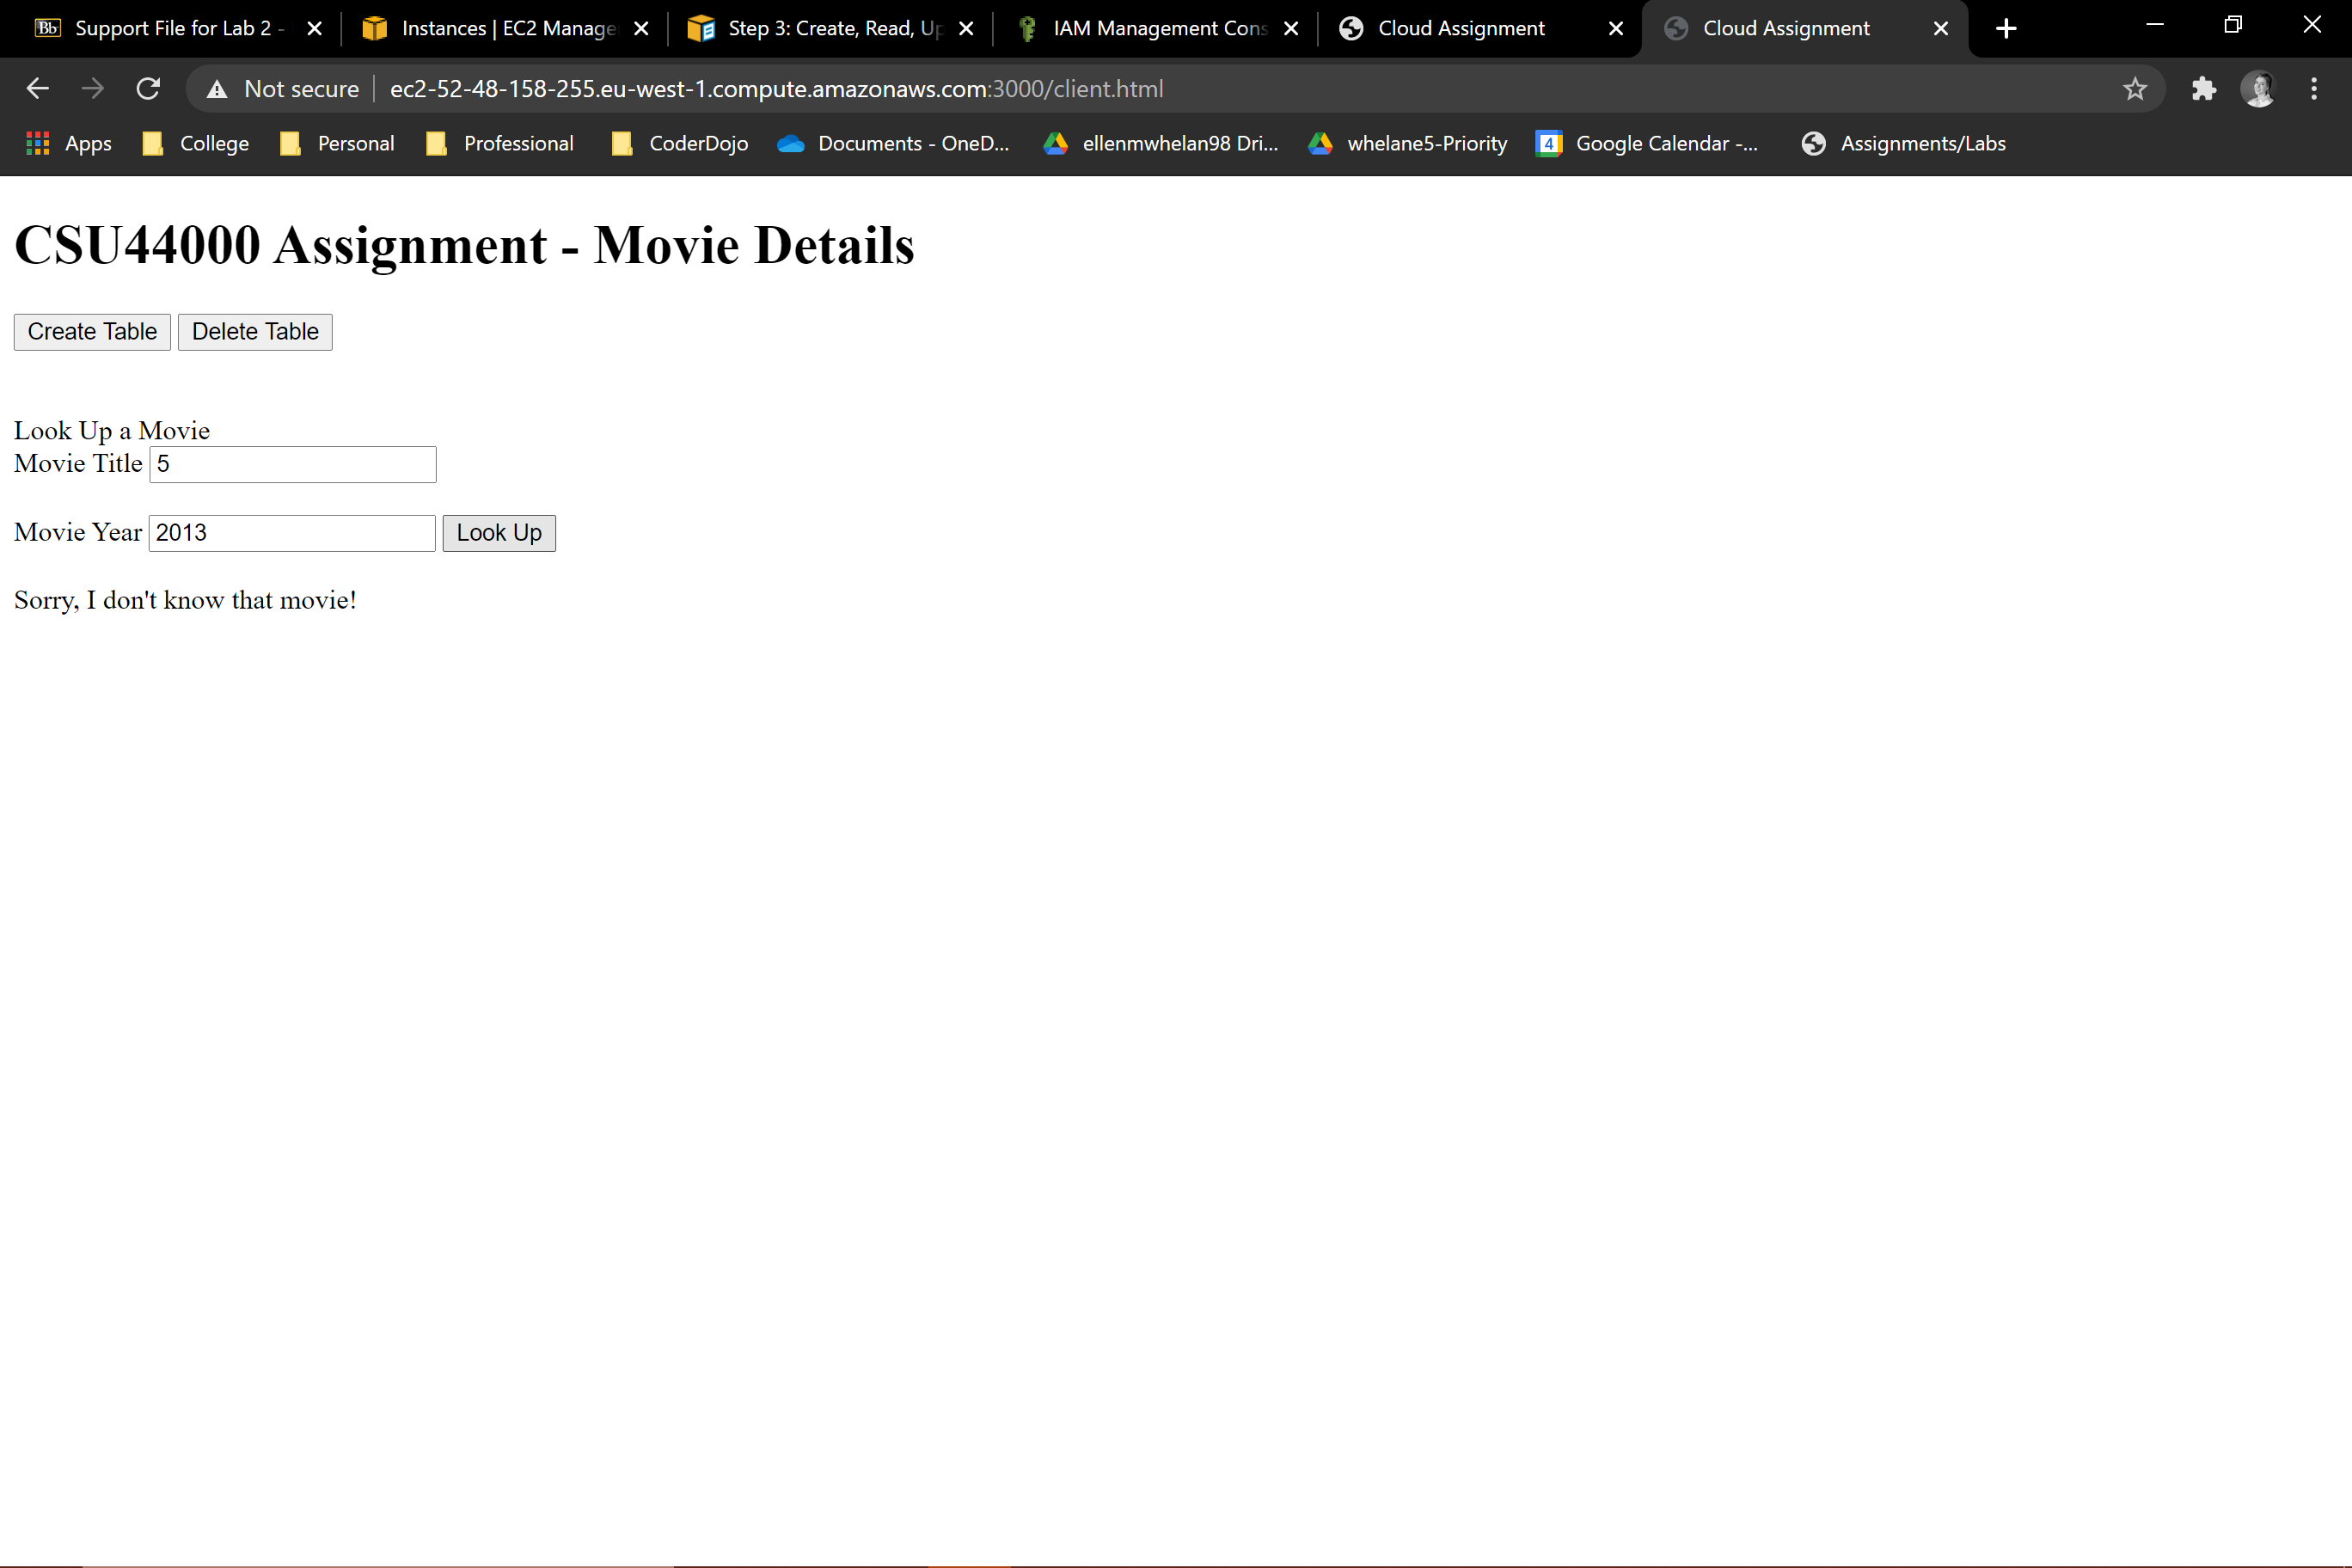 Bb Support File for Lab 2 - Instances | EC2 Manage Step 3: Create, Read, Up IAM Management Cons Cloud Assignment Cloud Assignment
Not secure ec2-52-48-158-255.eu-west-1.compute.amazonaws.com:3000/client.html
Apps College Personal Professional CoderDojo Documents - OneD... ellenmwhelan98 Dri... whelane5-Priority 4 Google Calendar -... Assignments/Labs
CSU44000 Assignment - Movie Details
Create Table Delete Table
Look Up a Movie
Movie Title 5
Movie Year 2013 Look Up
Sorry, I don't know that movie!